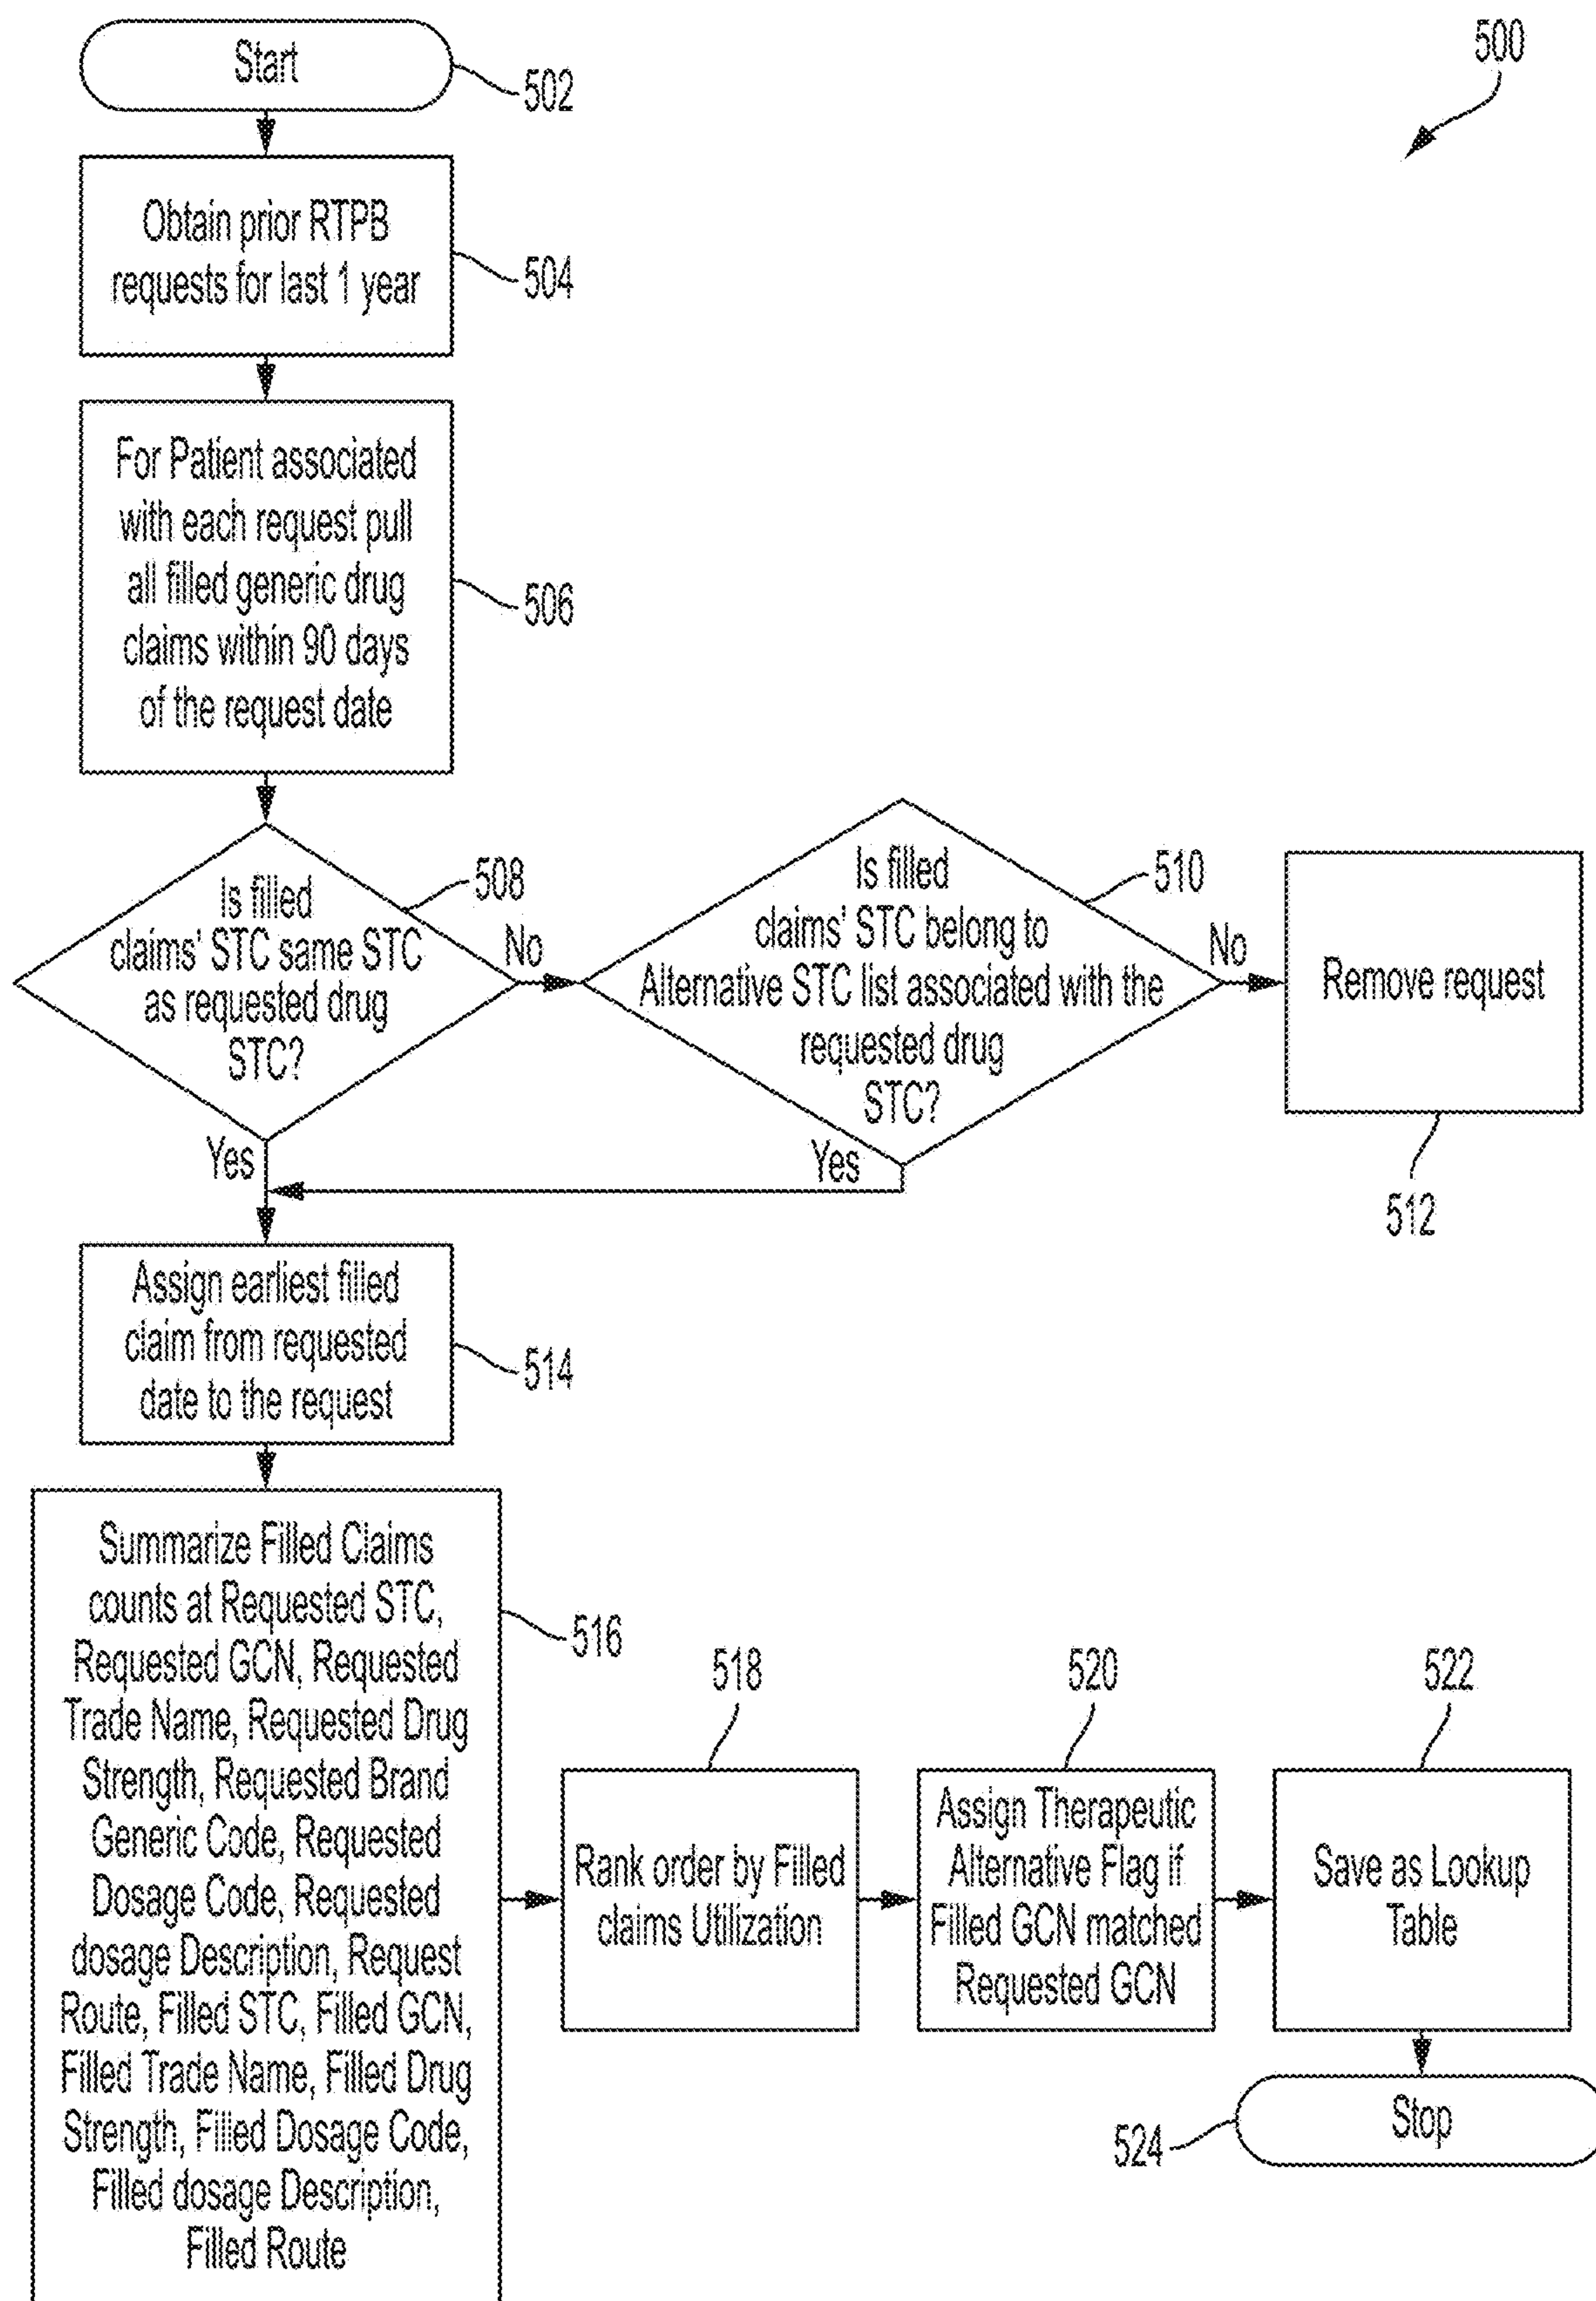 500
Start
502
Obtain prior RTPB
requests for last 1 year
504
For Patient associated
with each request pull
all filled generic drug
claims within 90 days
of the request date
506
Is filled
claims' STC same STC
as requested drug
STC?
508
No
Yes
Is filled
claims' STC belong to
Alternative STC list associated with the
requested drug
STC?
510
No
Yes
Remove request
512
Assign earliest filled
claim from requested
date to the request
514
Summarize Filled Claims
counts at Requested STC,
Requested GCN, Requested
Trade Name, Requested Drug
Strength, Requested Brand
Generic Code, Requested
Dosage Code, Requested
dosage Description, Request
Route, Filled STC, Filled GCN,
Filled Trade Name, Filled Drug
Strength, Filled Dosage Code,
Filled dosage Description,
Filled Route
516
518
Rank order by Filled
claims Utilization
520
Assign Therapeutic
Alternative Flag if
Filled GCN matched
Requested GCN
522
Save as Lookup
Table
Stop
524